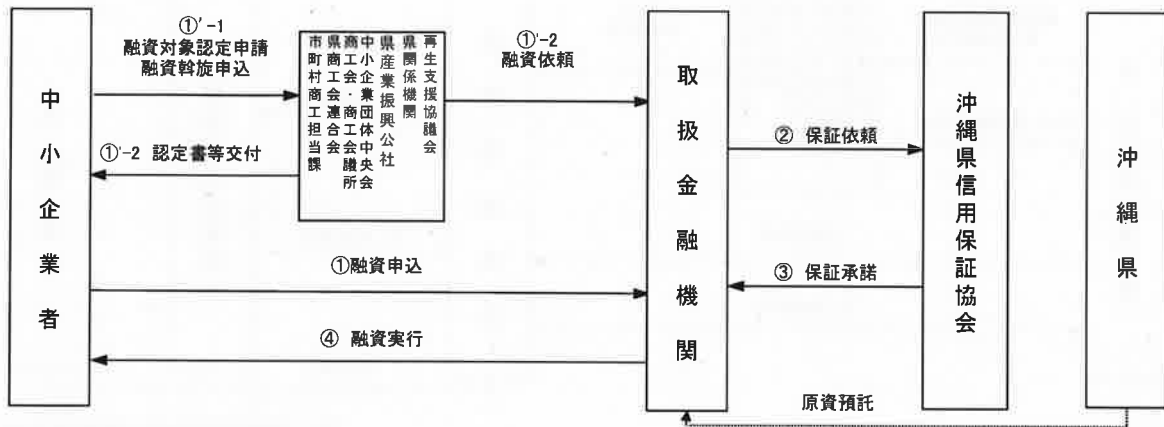 中小企業者
①'-1
融資対象認定申請
融資斡旋申込
①'-2 認定書等交付
再生支援協議会
県関係機関
県産業振興公社
中小企業団体中央会
商工会・商工会議所
県商工会連合会
市町村商工担当課
①'-2
融資依頼
①融資申込
④ 融資実行
取扱金融機関
② 保証依頼
③ 保証承諾
沖縄県信用保証協会
沖縄県
原資預託